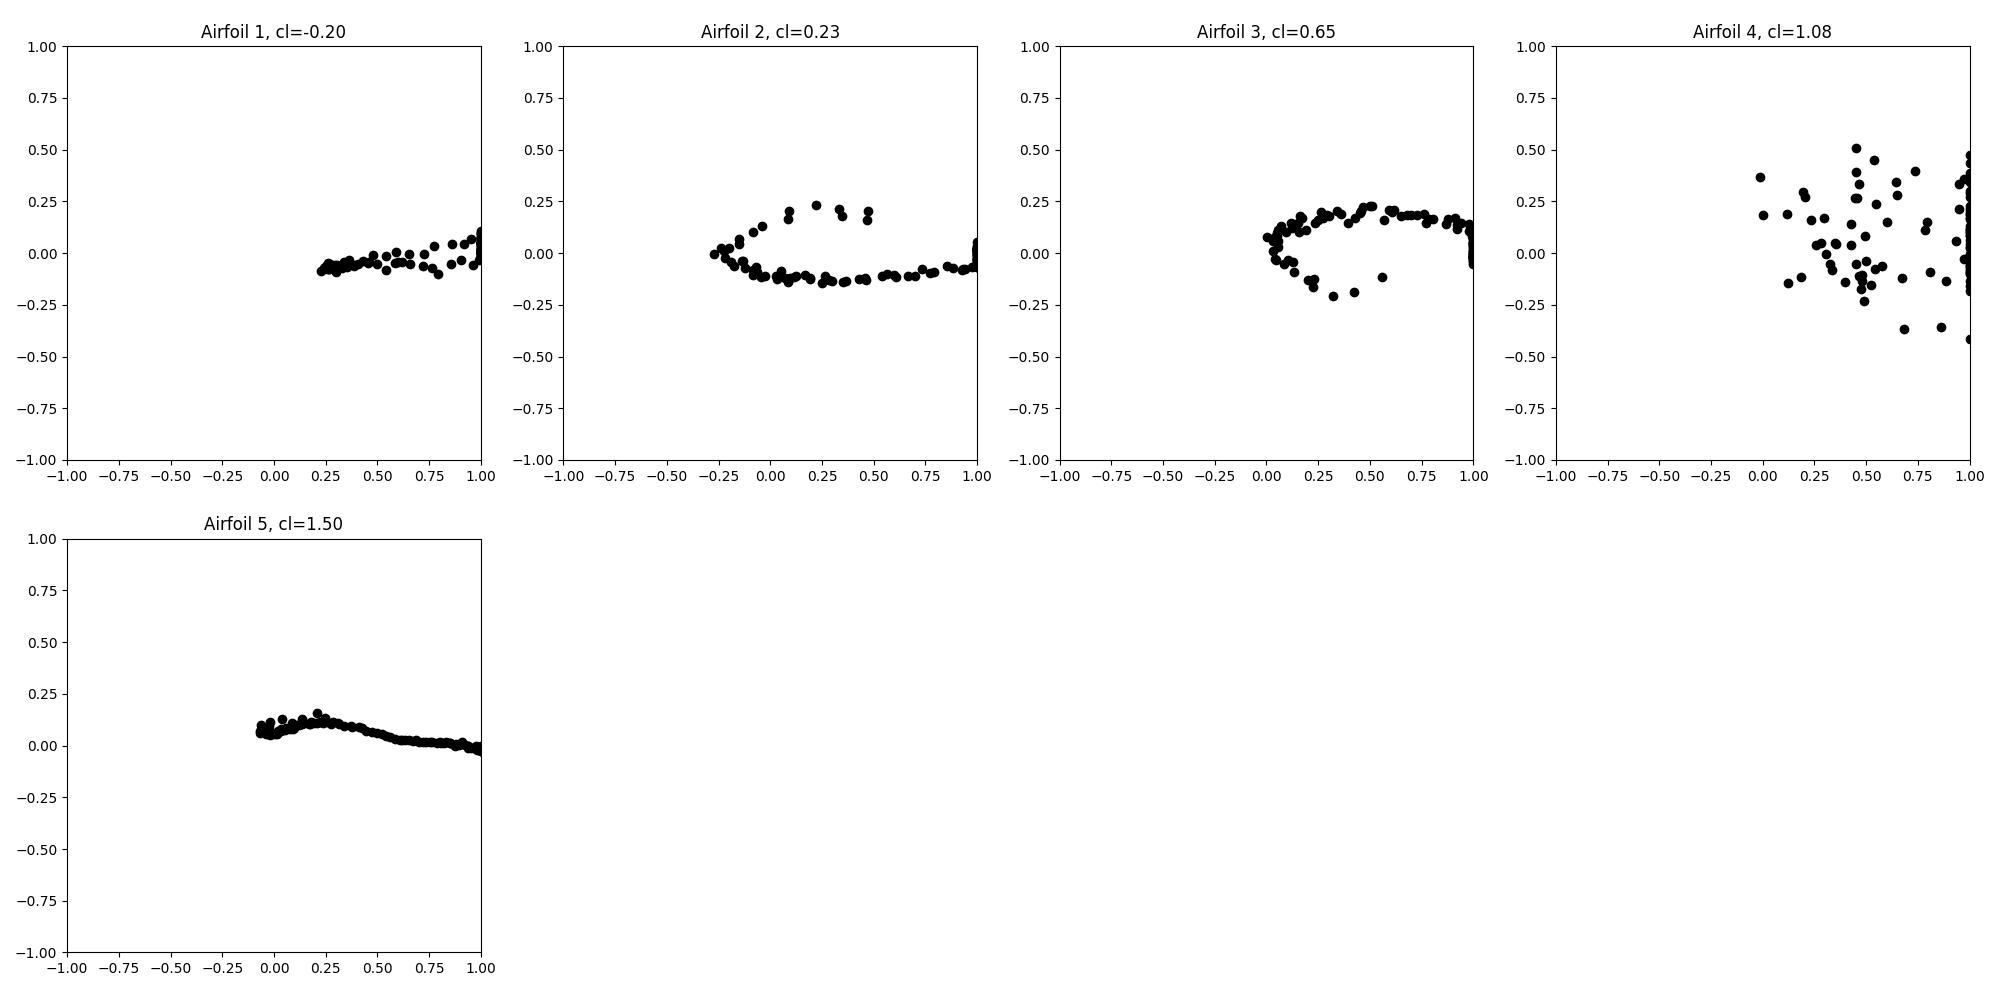 Airfoil 1, cl=-0.20
Airfoil 2, cl=0.23
Airfoil 3, cl=0.65
Airfoil 4, cl=1.08
1.00 1.00 1.00 1.00
0.75 0.75 0.75 0.75
0.50 0.50 0.50 0.50
0.25 0.25 0.25 0.25
0.00 0.00 0.00 0.00
−0.25 −0.25 −0.25 −0.25
−0.50 −0.50 −0.50 −0.50
−0.75 −0.75 −0.75 −0.75
−1.00 −1.00 −1.00 −1.00
−1.00 −0.75 −0.50 −0.25 0.00 0.25 0.50 0.75 1.00
−1.00 −0.75 −0.50 −0.25 0.00 0.25 0.50 0.75 1.00
−1.00 −0.75 −0.50 −0.25 0.00 0.25 0.50 0.75 1.00
−1.00 −0.75 −0.50 −0.25 0.00 0.25 0.50 0.75 1.00
Airfoil 5, cl=1.50
1.00
0.75
0.50
0.25
0.00
−0.25
−0.50
−0.75
−1.00
−1.00 −0.75 −0.50 −0.25 0.00 0.25 0.50 0.75 1.00